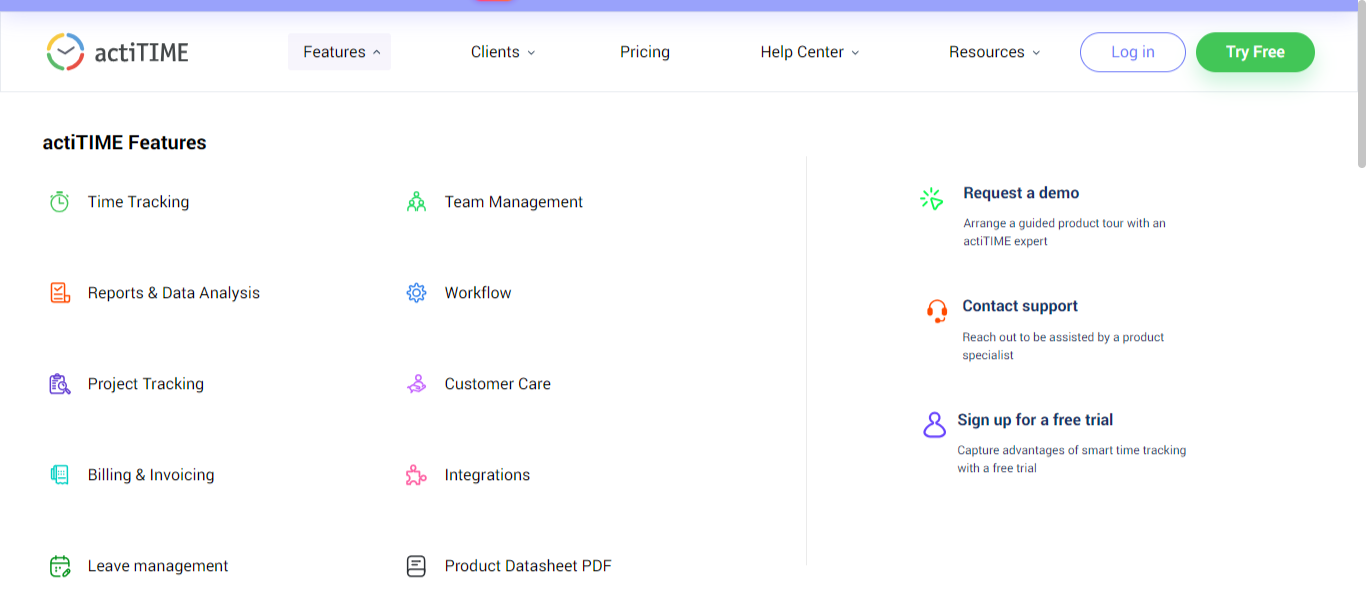 actiTIME
Features
Clients
Pricing
Help Center
Resources
Log in
Try Free
actiTIME Features
Time Tracking
Reports & Data Analysis
Project Tracking
Billing & Invoicing
Leave management
Team Management
Workflow
Customer Care
Integrations
Product Datasheet PDF
Request a demo
Arrange a guided product tour with an
actiTIME expert
Contact support
Reach out to be assisted by a product
specialist
Sign up for a free trial
Capture advantages of smart time tracking
with a free trial